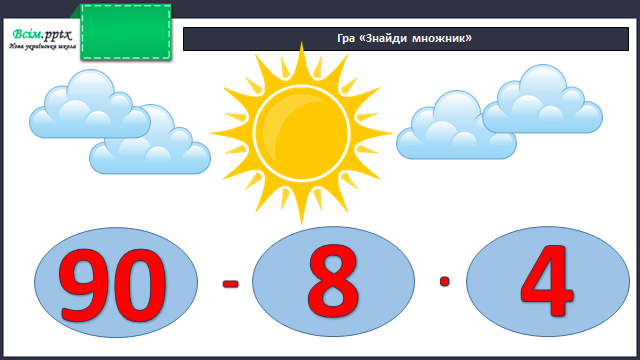 Всім.pptx
Нова українська школа
Гра «Знайди множник»
90 - 8 · 4